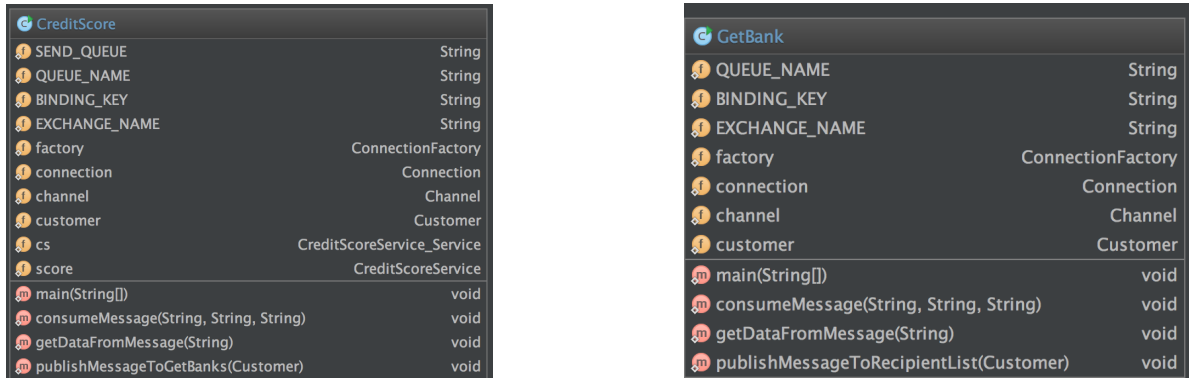 CreditScore
SEND_QUEUE String
QUEUE_NAME String
BINDING_KEY String
EXCHANGE_NAME String
factory ConnectionFactory
connection Connection
channel Channel
customer Customer
cs CreditScoreService_Service
score CreditScoreService
main(String[]) void
consumeMessage(String, String, String) void
getDataFromMessage(String) void
publishMessageToGetBanks(Customer) void
GetBank
QUEUE_NAME String
BINDING_KEY String
EXCHANGE_NAME String
factory ConnectionFactory
connection Connection
channel Channel
customer Customer
main(String[]) void
consumeMessage(String, String, String) void
getDataFromMessage(String) void
publishMessageToRecipientList(Customer) void